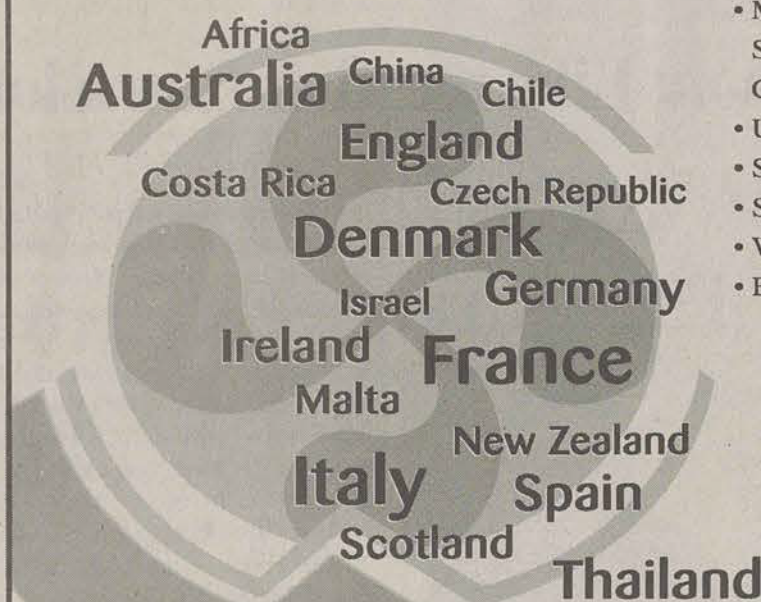 Africa
Australia China Chile
England
Costa Rica Czech Republic
Denmark
Israel Germany
Ireland France
Malta
New Zealand
Italy Spain
Scotland
Thailand